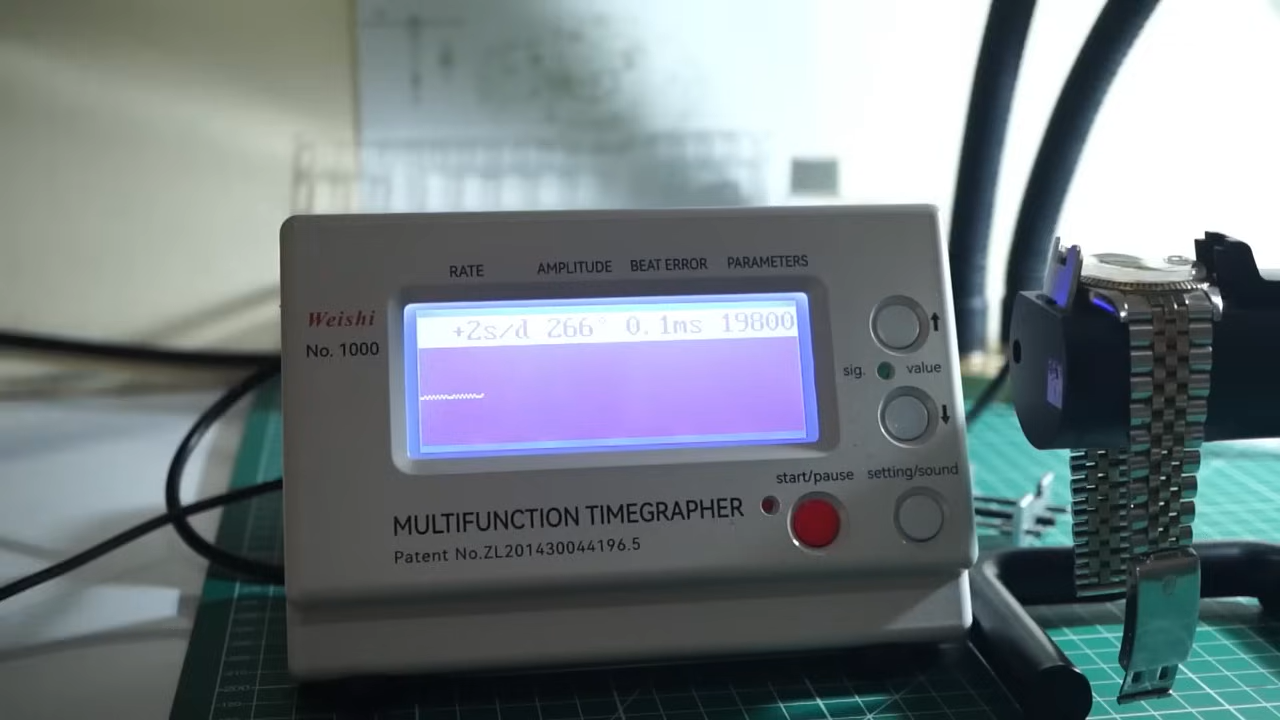 RATE AMPLITUDE BEAT ERROR PARAMETERS
+2s/d 266° 0.1ms 19800
Weishi
No. 1000
sig. value
start/pause setting/sound
MULTIFUNCTION TIMEGRAPHER
Patent No.ZL201430044196.5